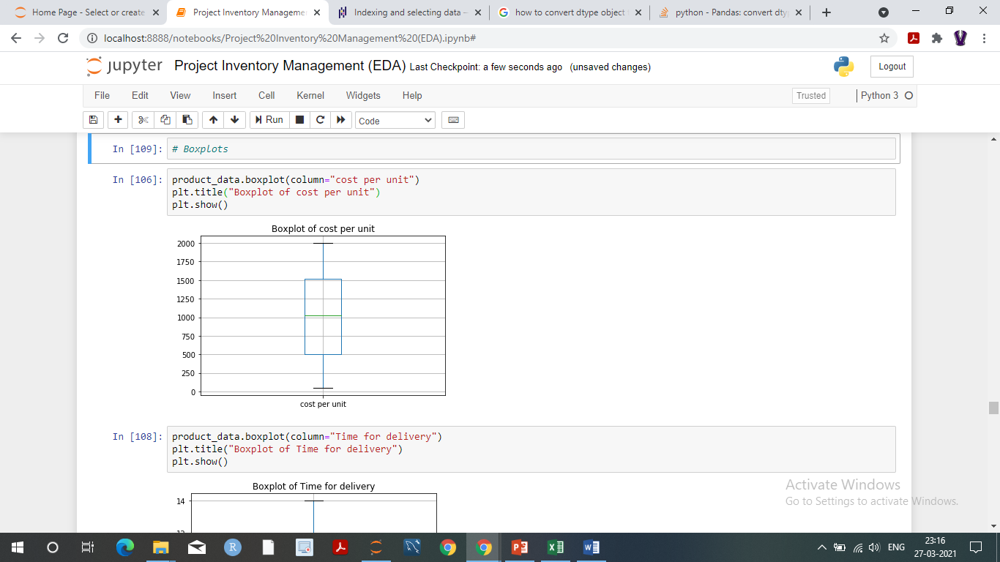 Home Page - Select or create
Project Inventory Manageme
Indexing and selecting data –
how to convert dtype object
python - Pandas: convert dty
localhost:8888/notebooks/Project%20Inventory%20Management%20(EDA).ipynb#
jupyter Project Inventory Management (EDA) Last Checkpoint: a few seconds ago (unsaved changes)
Logout
File Edit View Insert Cell Kernel Widgets Help
Trusted
Python 3
Run
Code
In [109]: # Boxplots
In [106]: product_data.boxplot(column="cost per unit")
plt.title("Boxplot of cost per unit")
plt.show()
Boxplot of cost per unit
2000
1750
1500
1250
1000
750
500
250
0
cost per unit
In [108]: product_data.boxplot(column="Time for delivery")
plt.title("Boxplot of Time for delivery")
plt.show()
Boxplot of Time for delivery
14
Activate Windows
Go to Settings to activate Windows.
ENG
23:16
27-03-2021